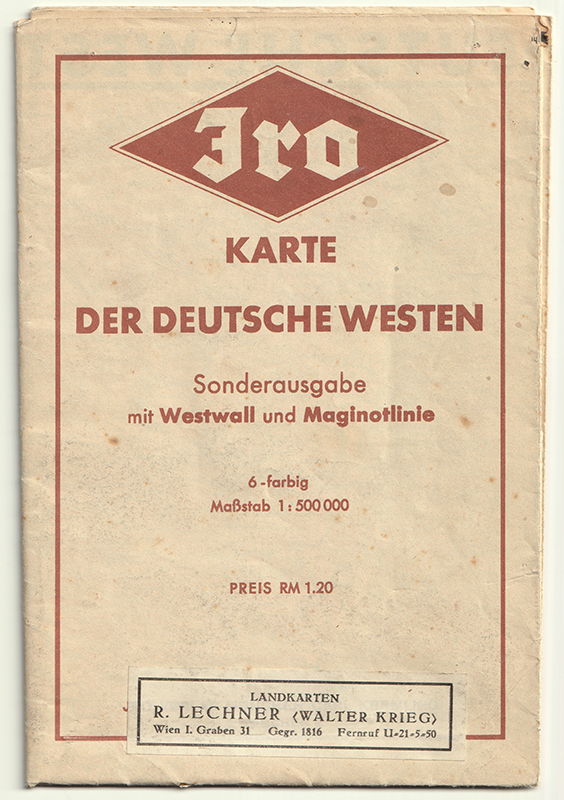 Iro
KARTE
DER DEUTSCHE WESTEN
Sonderausgabe
mit Westwall und Maginotlinie
6-farbig
Maßstab 1:500 000
PREIS RM 1.20
LANDKARTEN
R. LECHNER (WALTER KRIEG)
Wien I. Graben 31 Gegr. 1816 Fernruf U-21-5-50